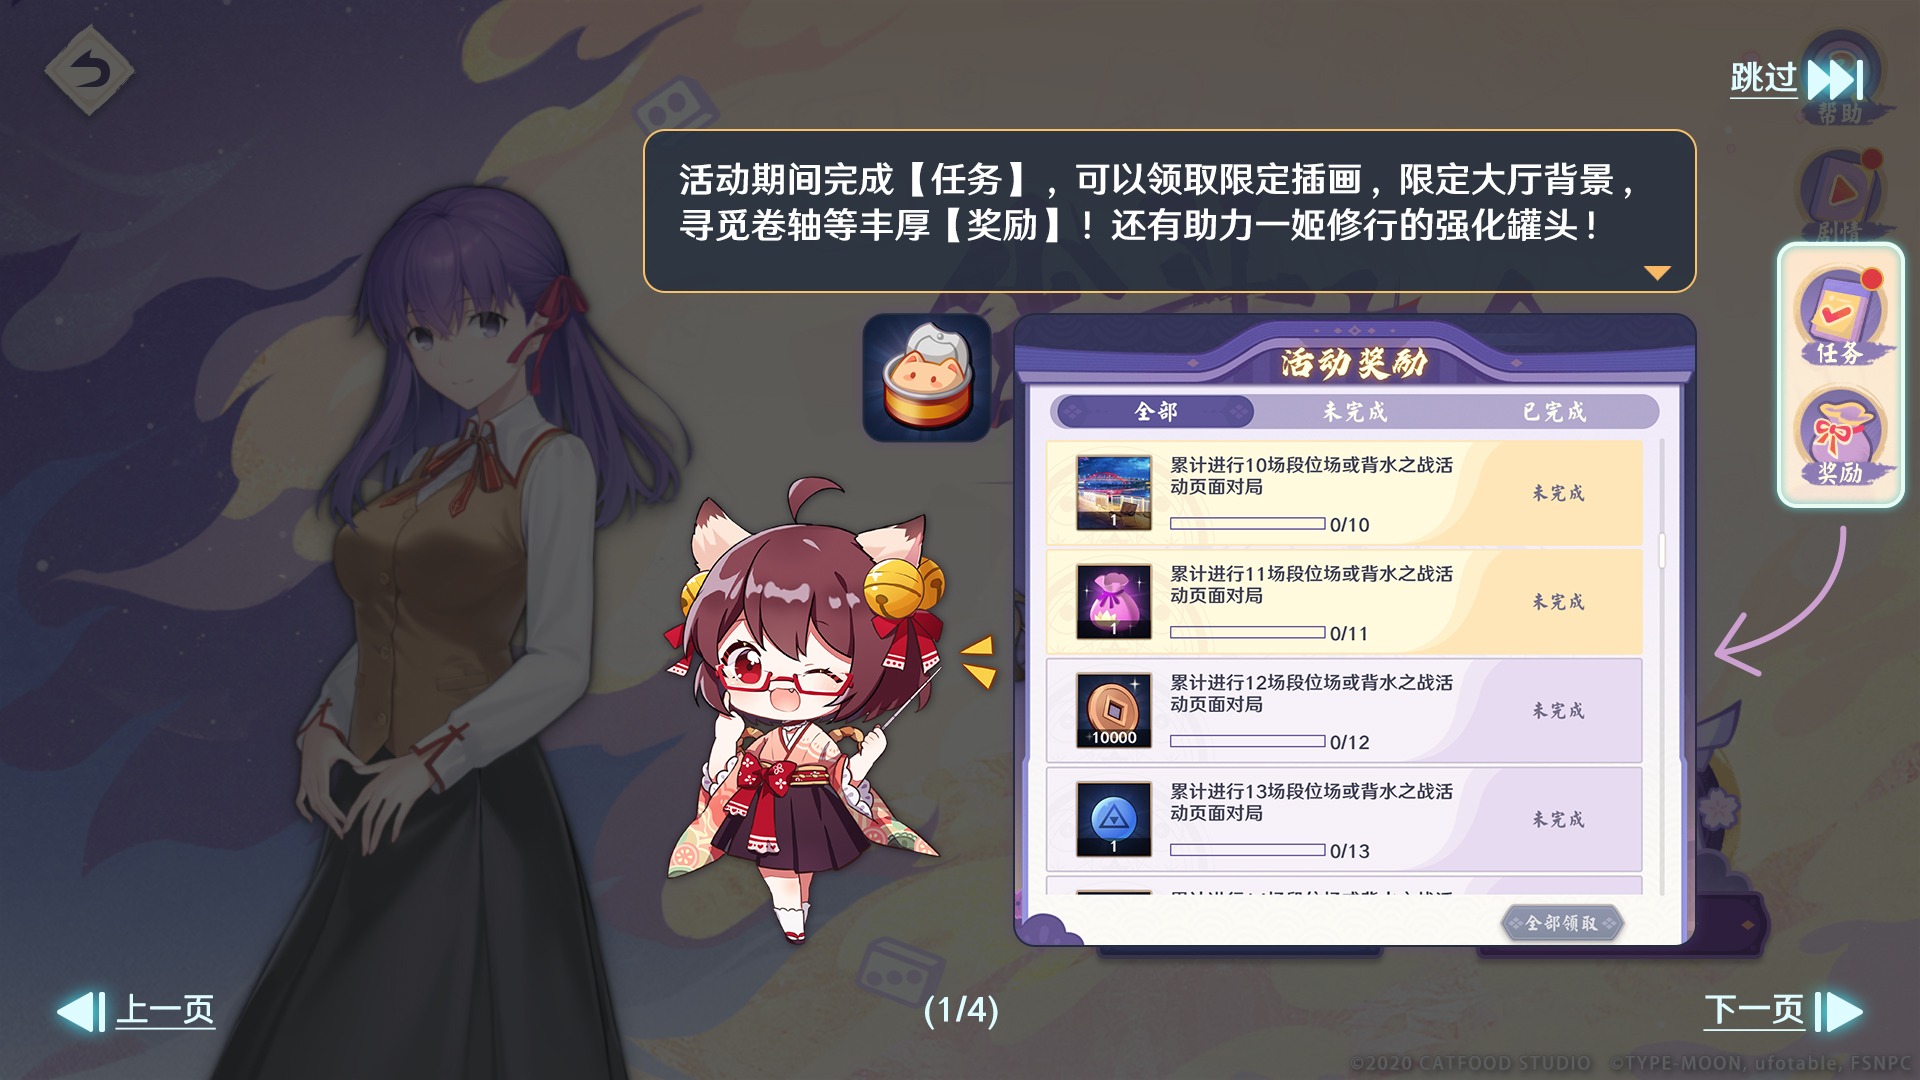 跳过
帮助
活动期间完成【任务】，可以领取限定插画，限定大厅背景，
寻觅卷轴等丰厚【奖励】！还有助力一姬修行的强化罐头！
剧情
任务
奖励
活动奖励
全部 未完成 已完成
累计进行10场段位场或背水之战活
动页面对局
未完成
1
0/10
累计进行11场段位场或背水之战活
动页面对局
未完成
1
0/11
累计进行12场段位场或背水之战活
动页面对局
未完成
10000
0/12
累计进行13场段位场或背水之战活
动页面对局
未完成
1
0/13
全部领取
上一页
(1/4)
下一页
©2020 CATFOOD STUDIO ©TYPE-MOON, ufotable, FSNPC